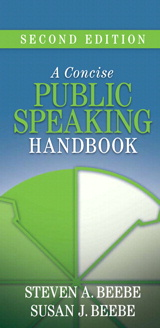 SECOND EDITION
A Concise
PUBLIC
SPEAKING
HANDBOOK
STEVEN A. BEEBE
SUSAN J. BEEBE